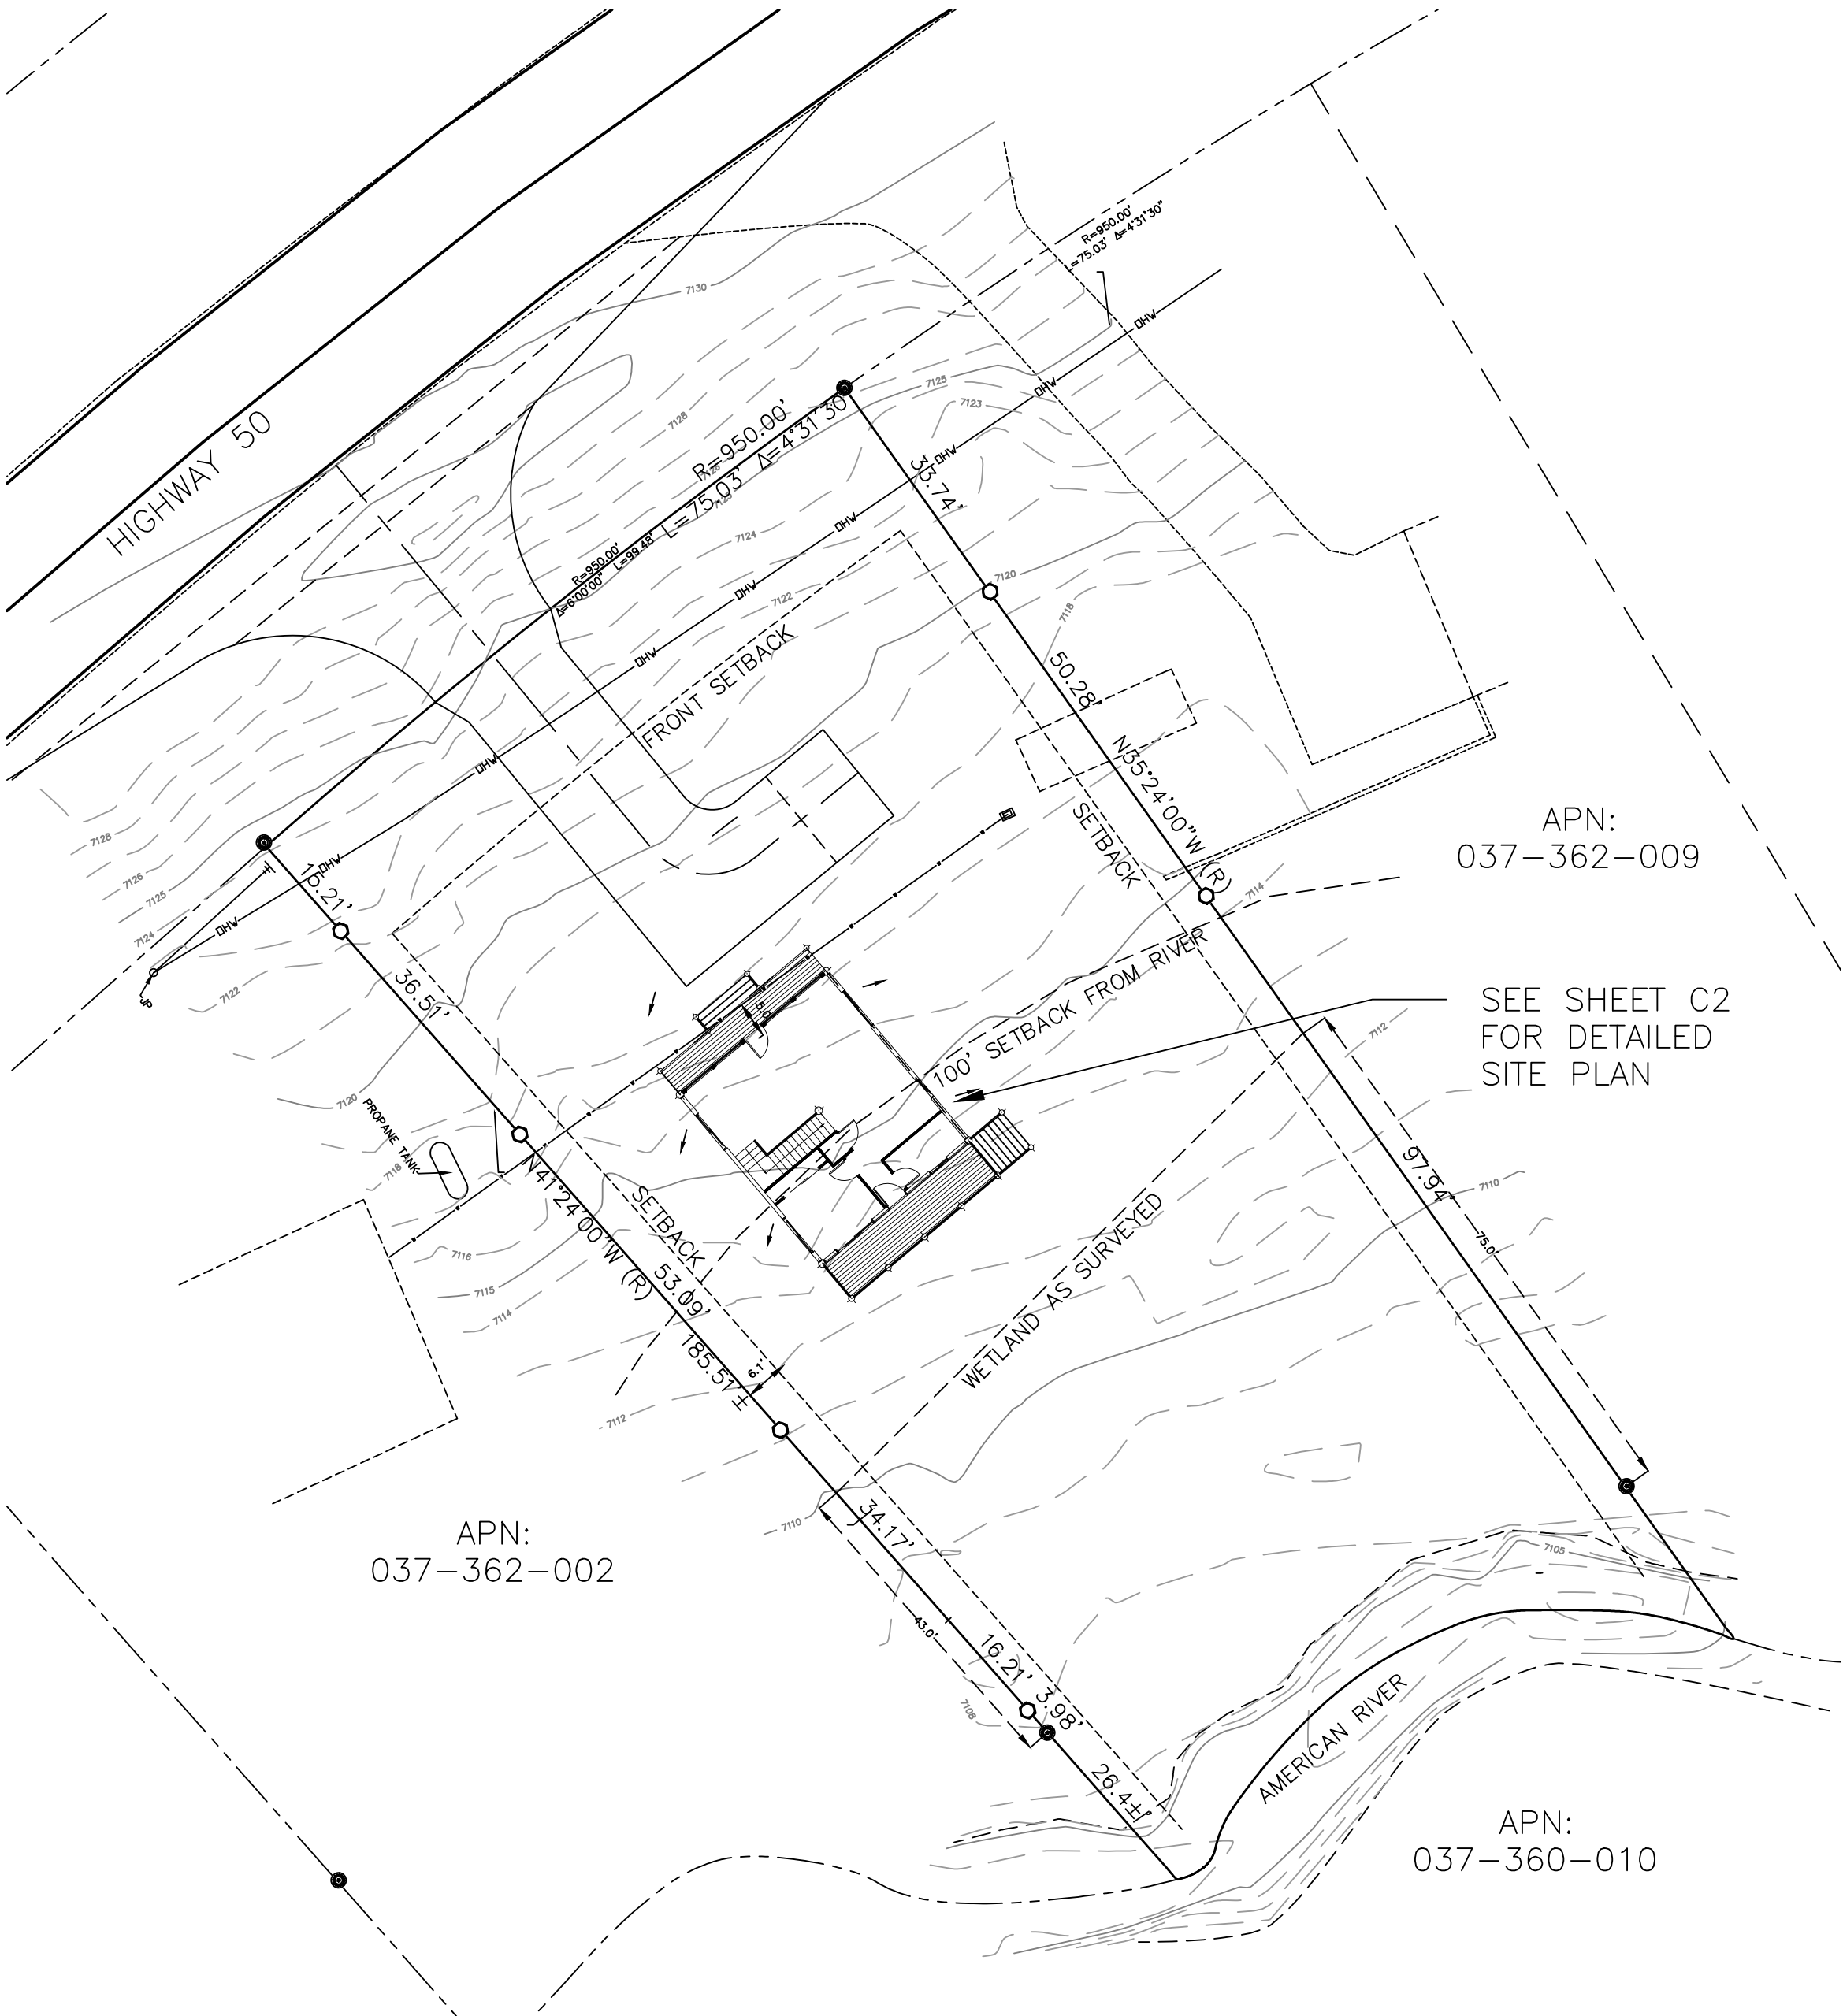 HIGHWAY 50
R=950.00'
L=75.03' Δ=4°31'30"
7130
OHW
7128
7125
7123
OHW
R=950.00'
L=75.03' Δ=4°31'30"
7126
7125
33.74'
OHW
OHW
7124
R=950.00'
Δ=6°00'00" L=99.48'
OHW
7122
7120
7118
OHW
FRONT SETBACK
50.28'
OHW
N35°24'00"W (R)
SETBACK
APN:
037-362-009
7128
7126
7125
7124
15.21'
OHW
OHW
7114
JP
7122
36.51'
5.0'
100' SETBACK FROM RIVER
SEE SHEET C2
FOR DETAILED
SITE PLAN
7112
7120
PROPANE TANK
7118
N41°24'00"W (R)
SETBACK
97.94'
7110
75.0'
7116
7115
7114
53.09'
185.51'±
6.1'
WETLAND AS SURVEYED
7112
7110
34.17'
APN:
037-362-002
7105
43.0'
16.21'
3.98'
7108
26.4±'
AMERICAN RIVER
APN:
037-360-010